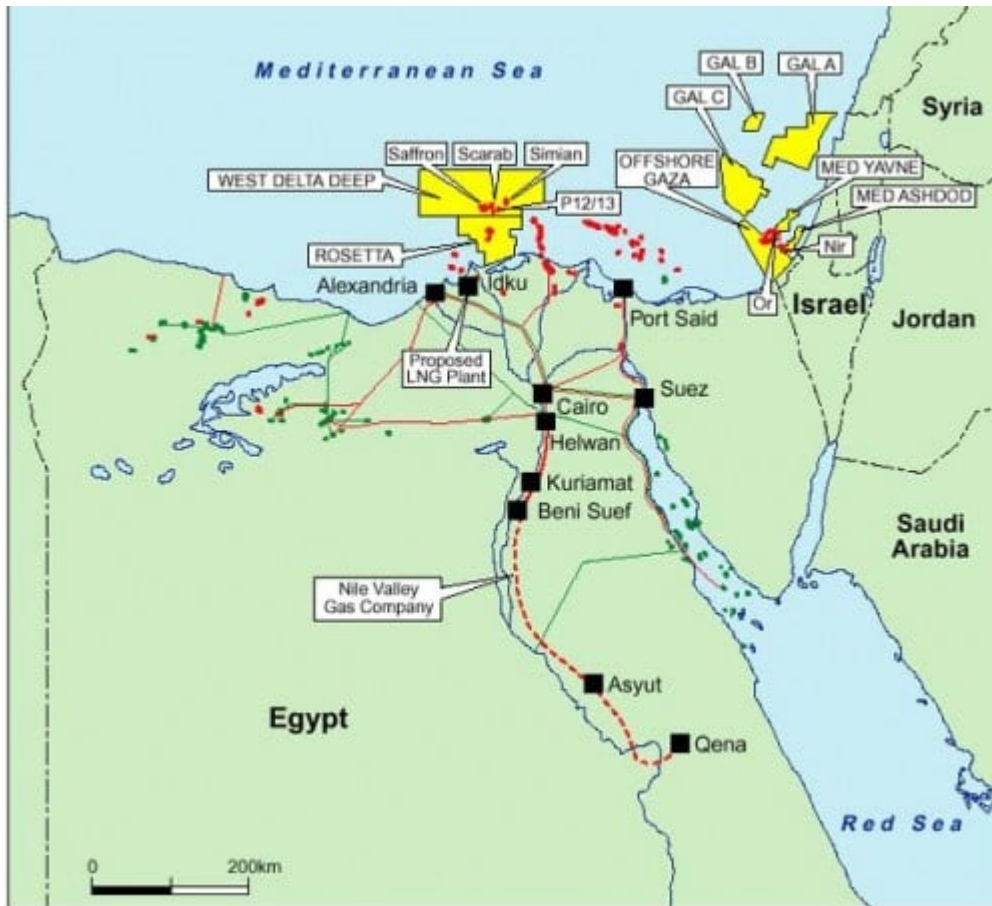 Mediterranean Sea
GAL B
GAL A
GAL C
Syria
Saffron
Scarab
Simian
OFFSHORE
GAZA
MED YAVNE
WEST DELTA DEEP
P12/13
MED ASHDOD
ROSETTA
Nir
Alexandria
Idku
Or
Israel
Port Said
Jordan
Proposed
LNG Plant
Cairo
Suez
Helwan
Kuriamat
Beni Suef
Saudi
Arabia
Nile Valley
Gas Company
Asyut
Egypt
Qena
Red Sea
0
200km